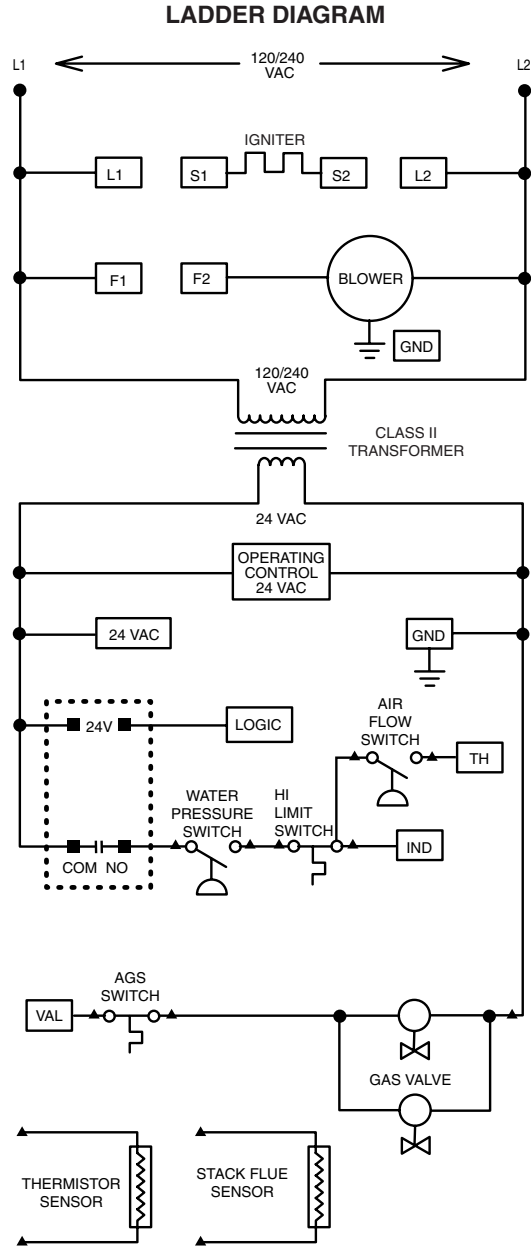 LADDER DIAGRAM
L1
120/240
VAC
L2
IGNITER
L1
S1
S2
L2
F1
F2
BLOWER
GND
120/240
VAC
CLASS II
TRANSFORMER
24 VAC
OPERATING
CONTROL
24 VAC
24 VAC
GND
24V
LOGIC
AIR
FLOW
SWITCH
TH
WATER
PRESSURE
SWITCH
HI
LIMIT
SWITCH
COM NO
IND
AGS
SWITCH
VAL
GAS VALVE
THERMISTOR
SENSOR
STACK FLUE
SENSOR